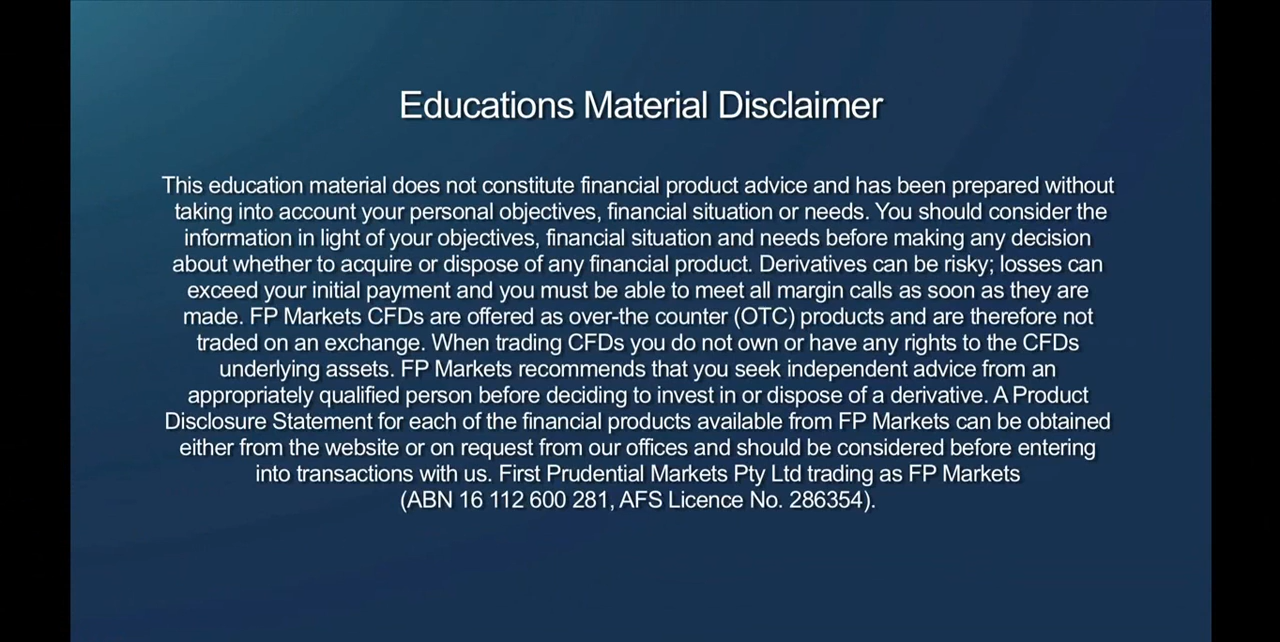 Educations Material Disclaimer
This education material does not constitute financial product advice and has been prepared without
taking into account your personal objectives, financial situation or needs. You should consider the
information in light of your objectives, financial situation and needs before making any decision
about whether to acquire or dispose of any financial product. Derivatives can be risky; losses can
exceed your initial payment and you must be able to meet all margin calls as soon as they are
made. FP Markets CFDs are offered as over-the counter (OTC) products and are therefore not
traded on an exchange. When trading CFDs you do not own or have any rights to the CFDs
underlying assets. FP Markets recommends that you seek independent advice from an
appropriately qualified person before deciding to invest in or dispose of a derivative. A Product
Disclosure Statement for each of the financial products available from FP Markets can be obtained
either from the website or on request from our offices and should be considered before entering
into transactions with us. First Prudential Markets Pty Ltd trading as FP Markets
(ABN 16 112 600 281, AFS Licence No. 286354).